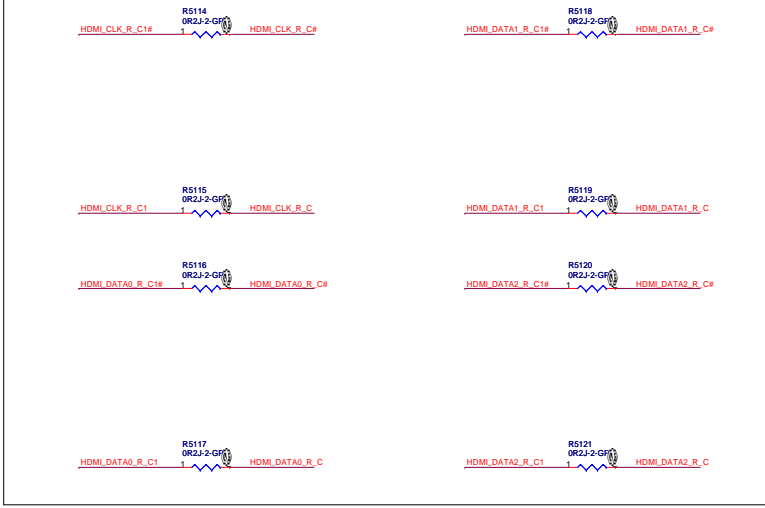 R5114
0R2J-2-GP
HDMI_CLK_R_C1# 1 HDMI_CLK_R_C#
R5118
0R2J-2-GP
HDMI_DATA1_R_C1# 1 HDMI_DATA1_R_C#
R5115
0R2J-2-GP
HDMI_CLK_R_C1 1 HDMI_CLK_R_C
R5119
0R2J-2-GP
HDMI_DATA1_R_C1 1 HDMI_DATA1_R_C
R5116
0R2J-2-GP
HDMI_DATA0_R_C1# 1 HDMI_DATA0_R_C#
R5120
0R2J-2-GP
HDMI_DATA2_R_C1# 1 HDMI_DATA2_R_C#
R5117
0R2J-2-GP
HDMI_DATA0_R_C1 1 HDMI_DATA0_R_C
R5121
0R2J-2-GP
HDMI_DATA2_R_C1 1 HDMI_DATA2_R_C